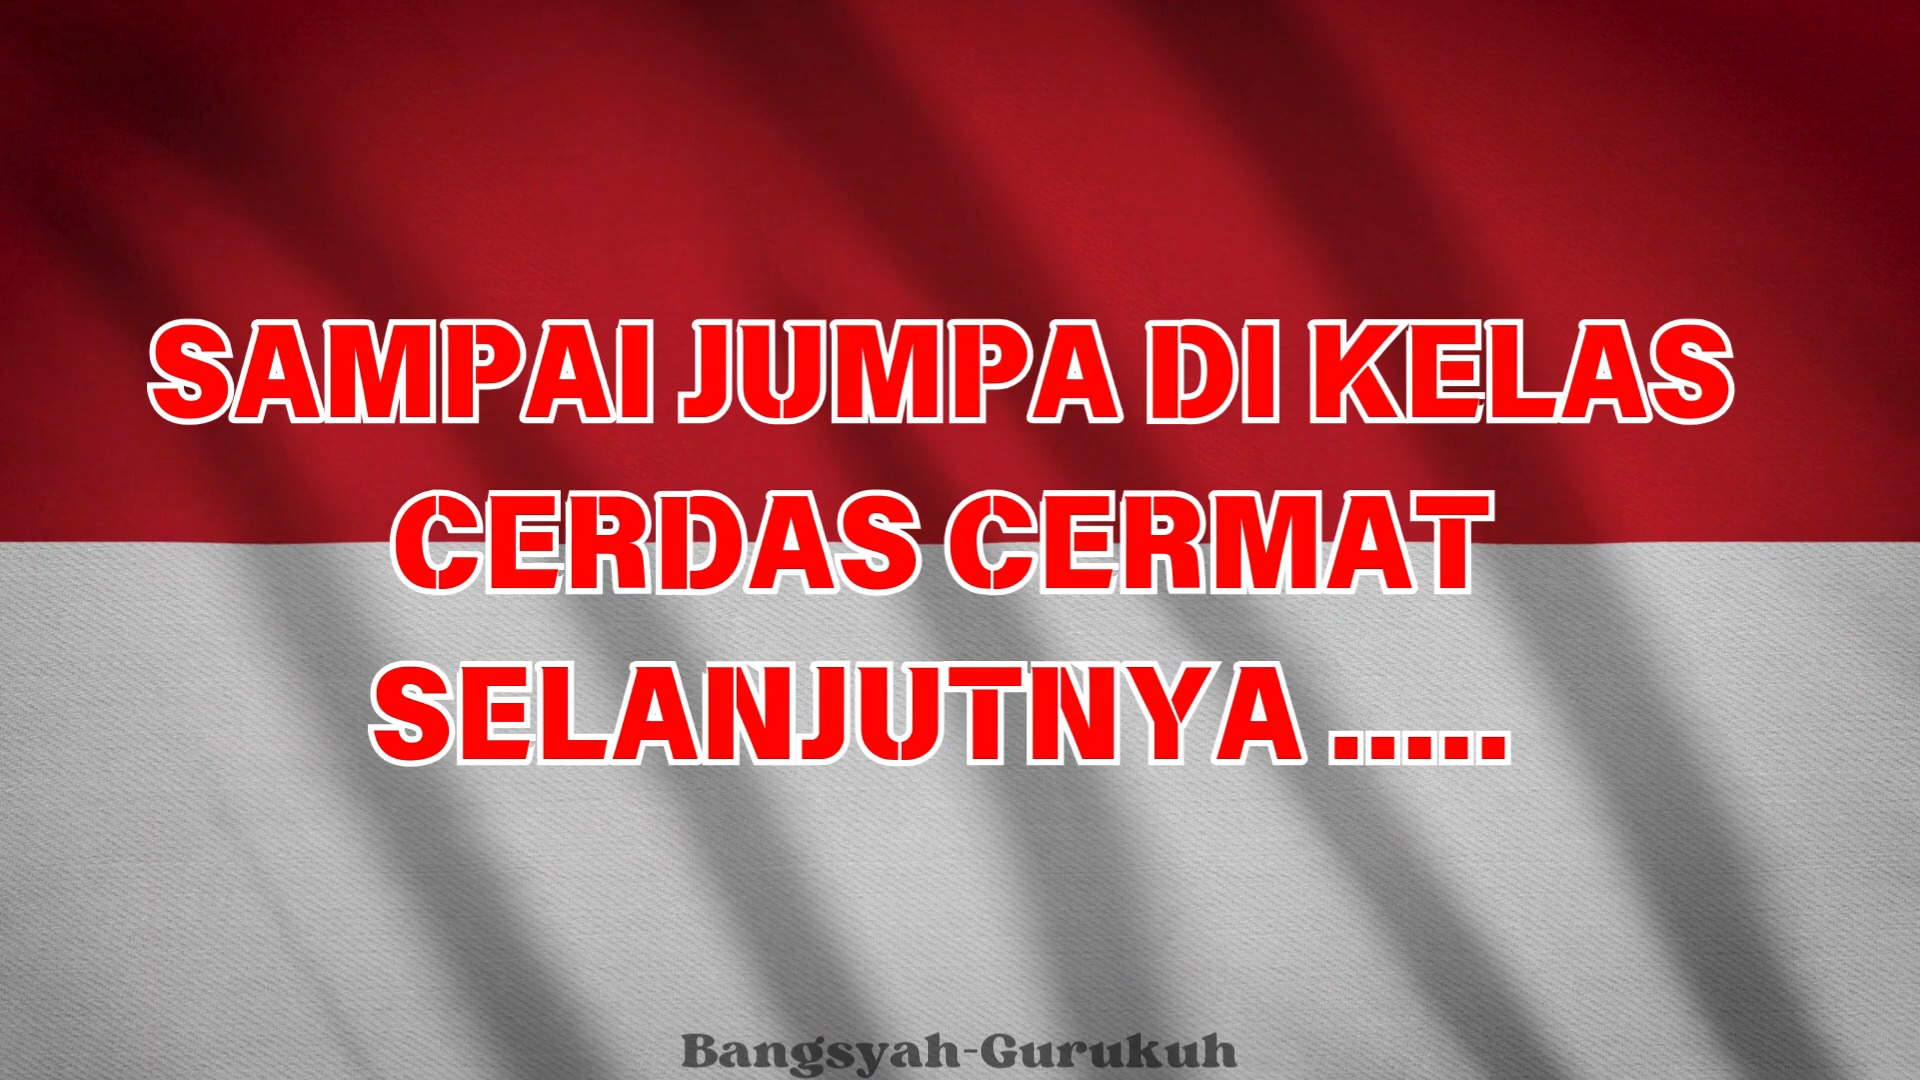 SAMPAI JUMPA DI KELAS
CERDAS CERMAT
SELANJUTNYA .....
Bangsyah-Gurukuh